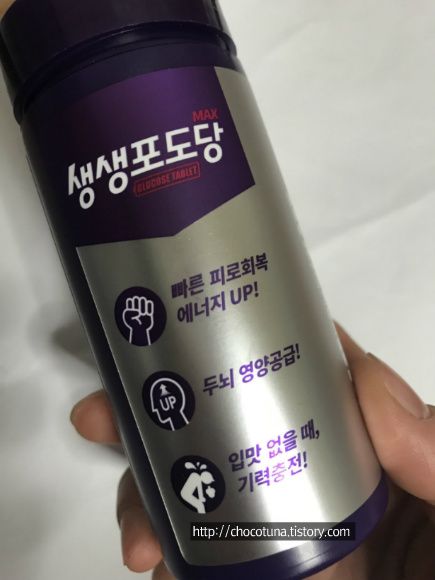 MAX
생생포도당
GLUCOSE TABLET
빠른 피로회복
에너지 UP!
UP
두뇌 영양공급!
입맛 없을 때,
기력충전!
http://chocotuna.tistory.com